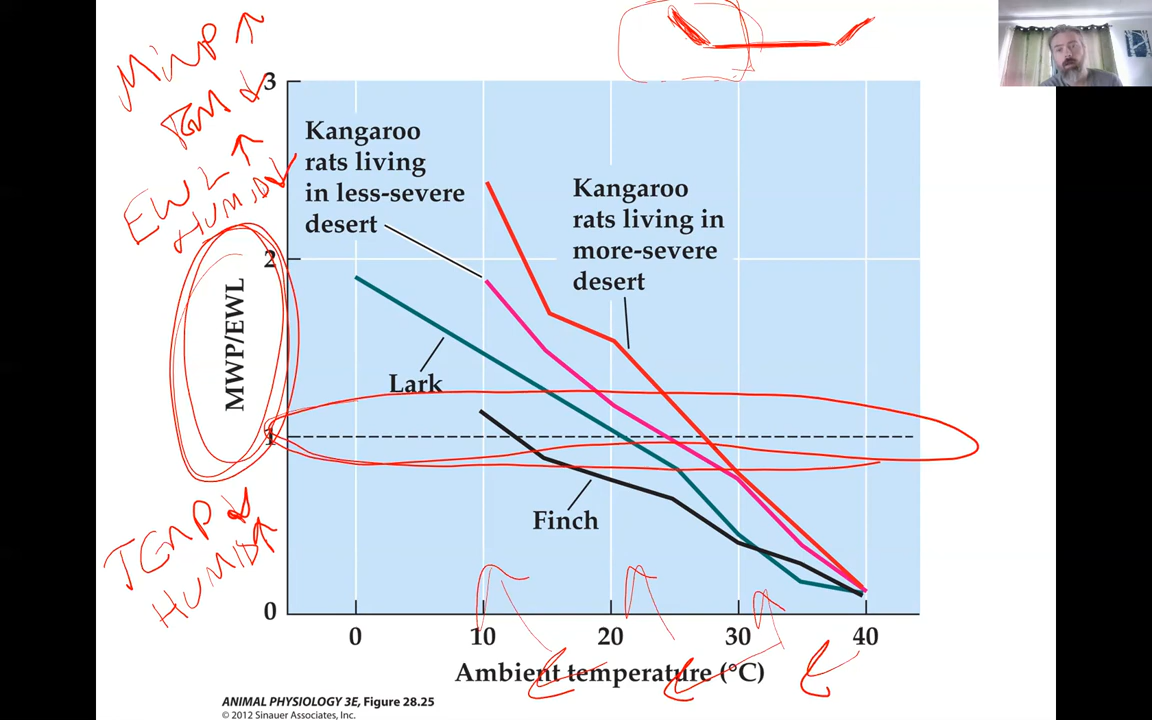 MWP ↑
TEM ↓
EWL ↑
HUMID ↓
3
2
1
0
MWP/EWL
Kangaroo
rats living
in less-severe
desert
Kangaroo
rats living in
more-severe
desert
Lark
Finch
TEMP ↓
HUMID ↑
0 10 20 30 40
Ambient temperature (°C)
ANIMAL PHYSIOLOGY 3E, Figure 28.25
© 2012 Sinauer Associates, Inc.